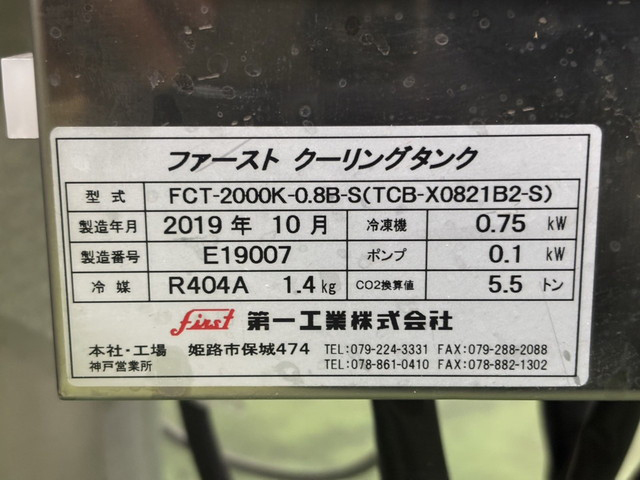 ファースト クーリングタンク
型式 FCT-2000K-0.8B-S(TCB-X0821B2-S)
製造年月 2019 年 10 月 冷凍機 0.75 kW
製造番号 E19007 ポンプ 0.1 kW
冷媒 R404A 1.4 kg CO2換算値 5.5 トン
first 第一工業株式会社
本社・工場 姫路市保城474 TEL:079-224-3331 FAX:079-288-2088
神戸営業所 TEL:078-861-0410 FAX:078-882-1302